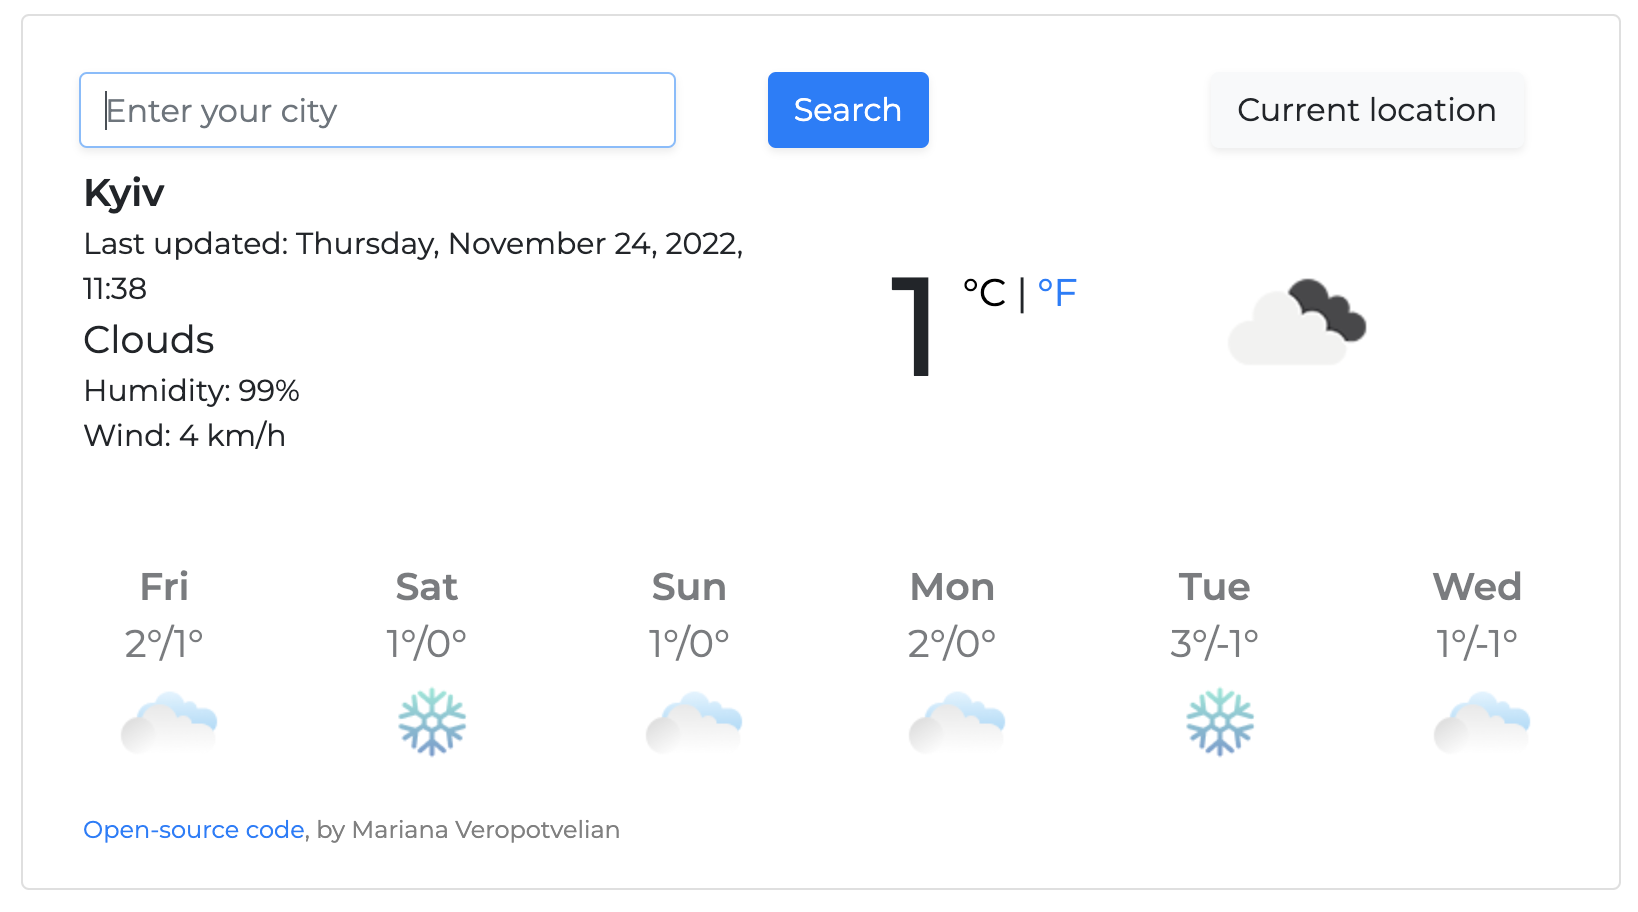 Enter your city
Search
Current location
Kyiv
Last updated: Thursday, November 24, 2022,
11:38
Clouds
Humidity: 99%
Wind: 4 km/h
1 °C | °F
Fri Sat Sun Mon Tue Wed
2°/1° 1°/0° 1°/0° 2°/0° 3°/-1° 1°/-1°
Open-source code, by Mariana Veropotvelian